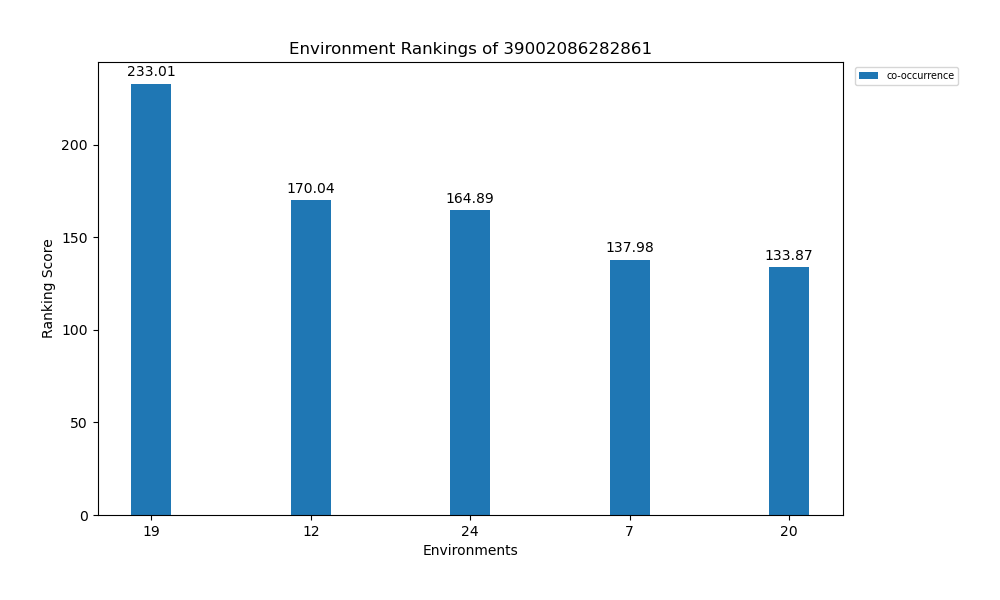 Environment Rankings of 39002086282861
co-occurrence
233.01
170.04
164.89
137.98
133.87
200
150
100
50
0
Ranking Score
19 12 24 7 20
Environments